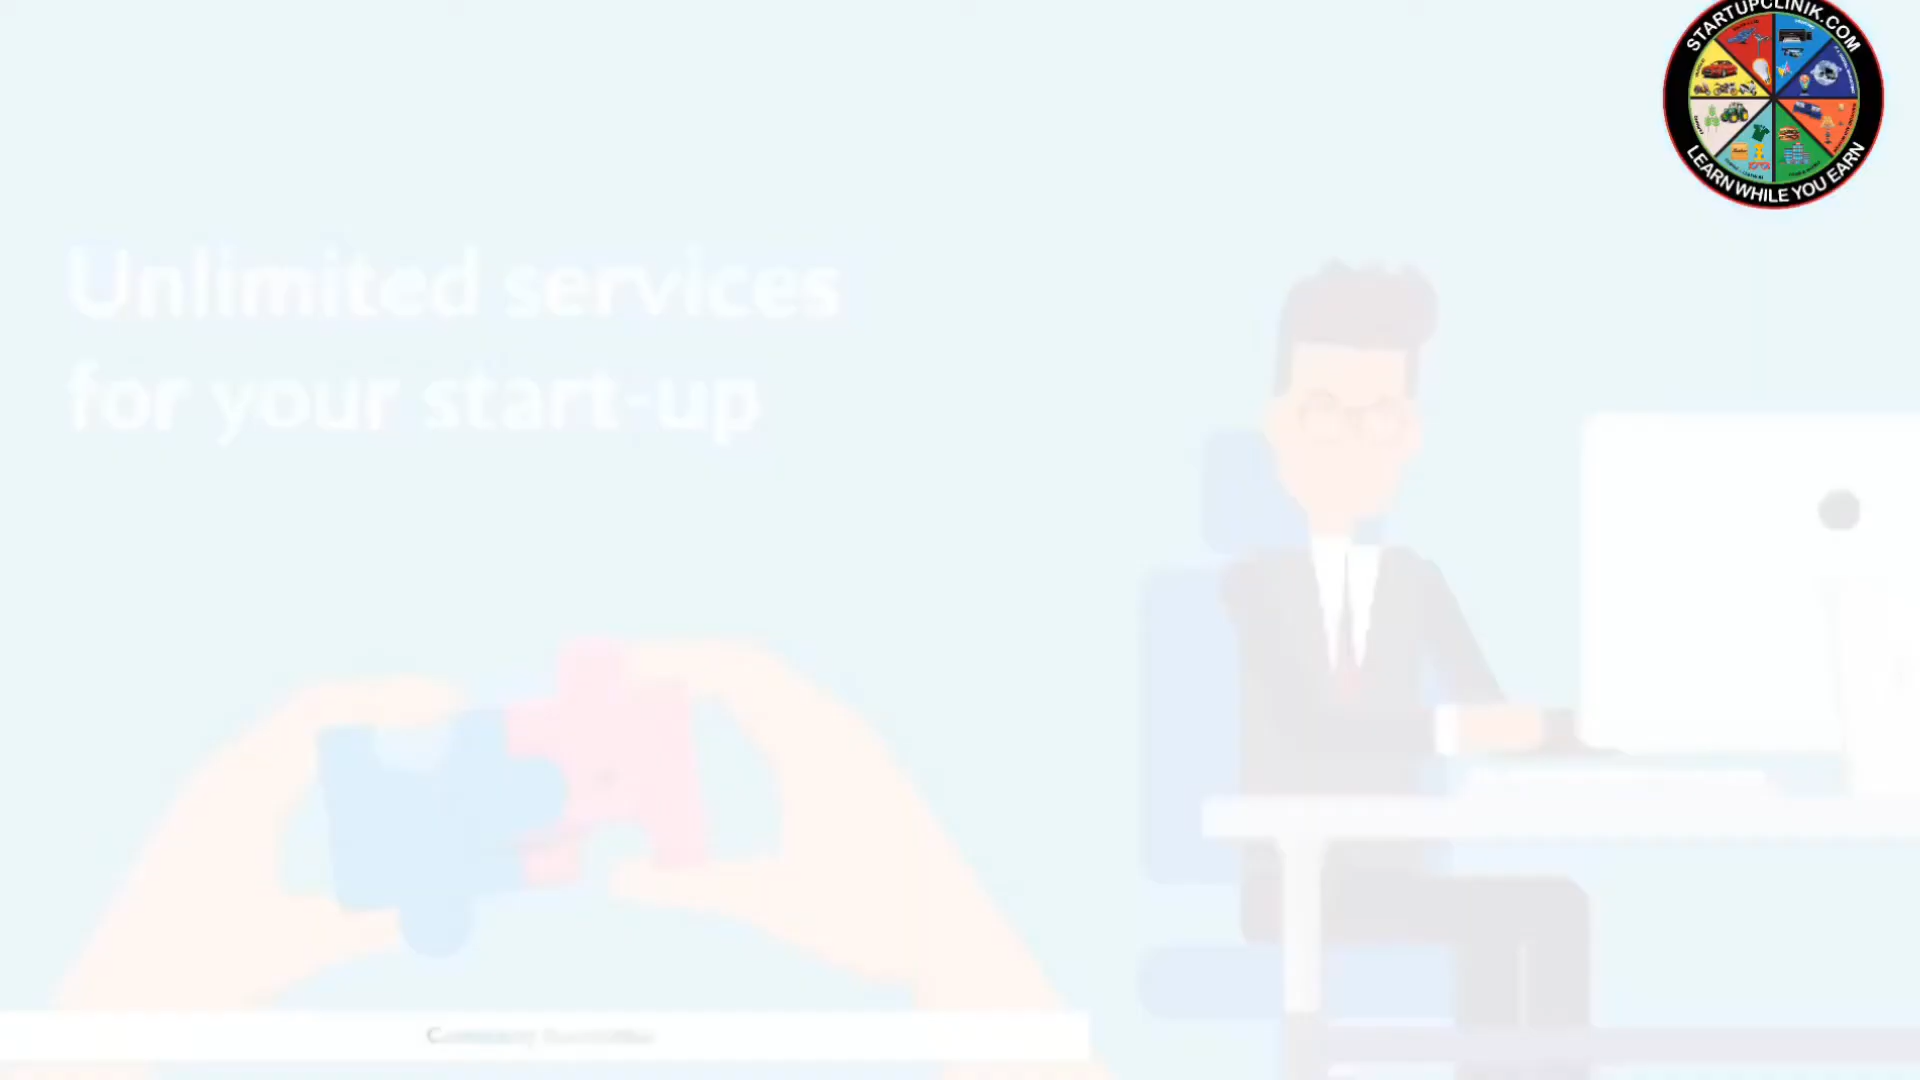 STARTUPCLINIK.COM
LEARN WHILE YOU EARN
Unlimited services
for your start-up